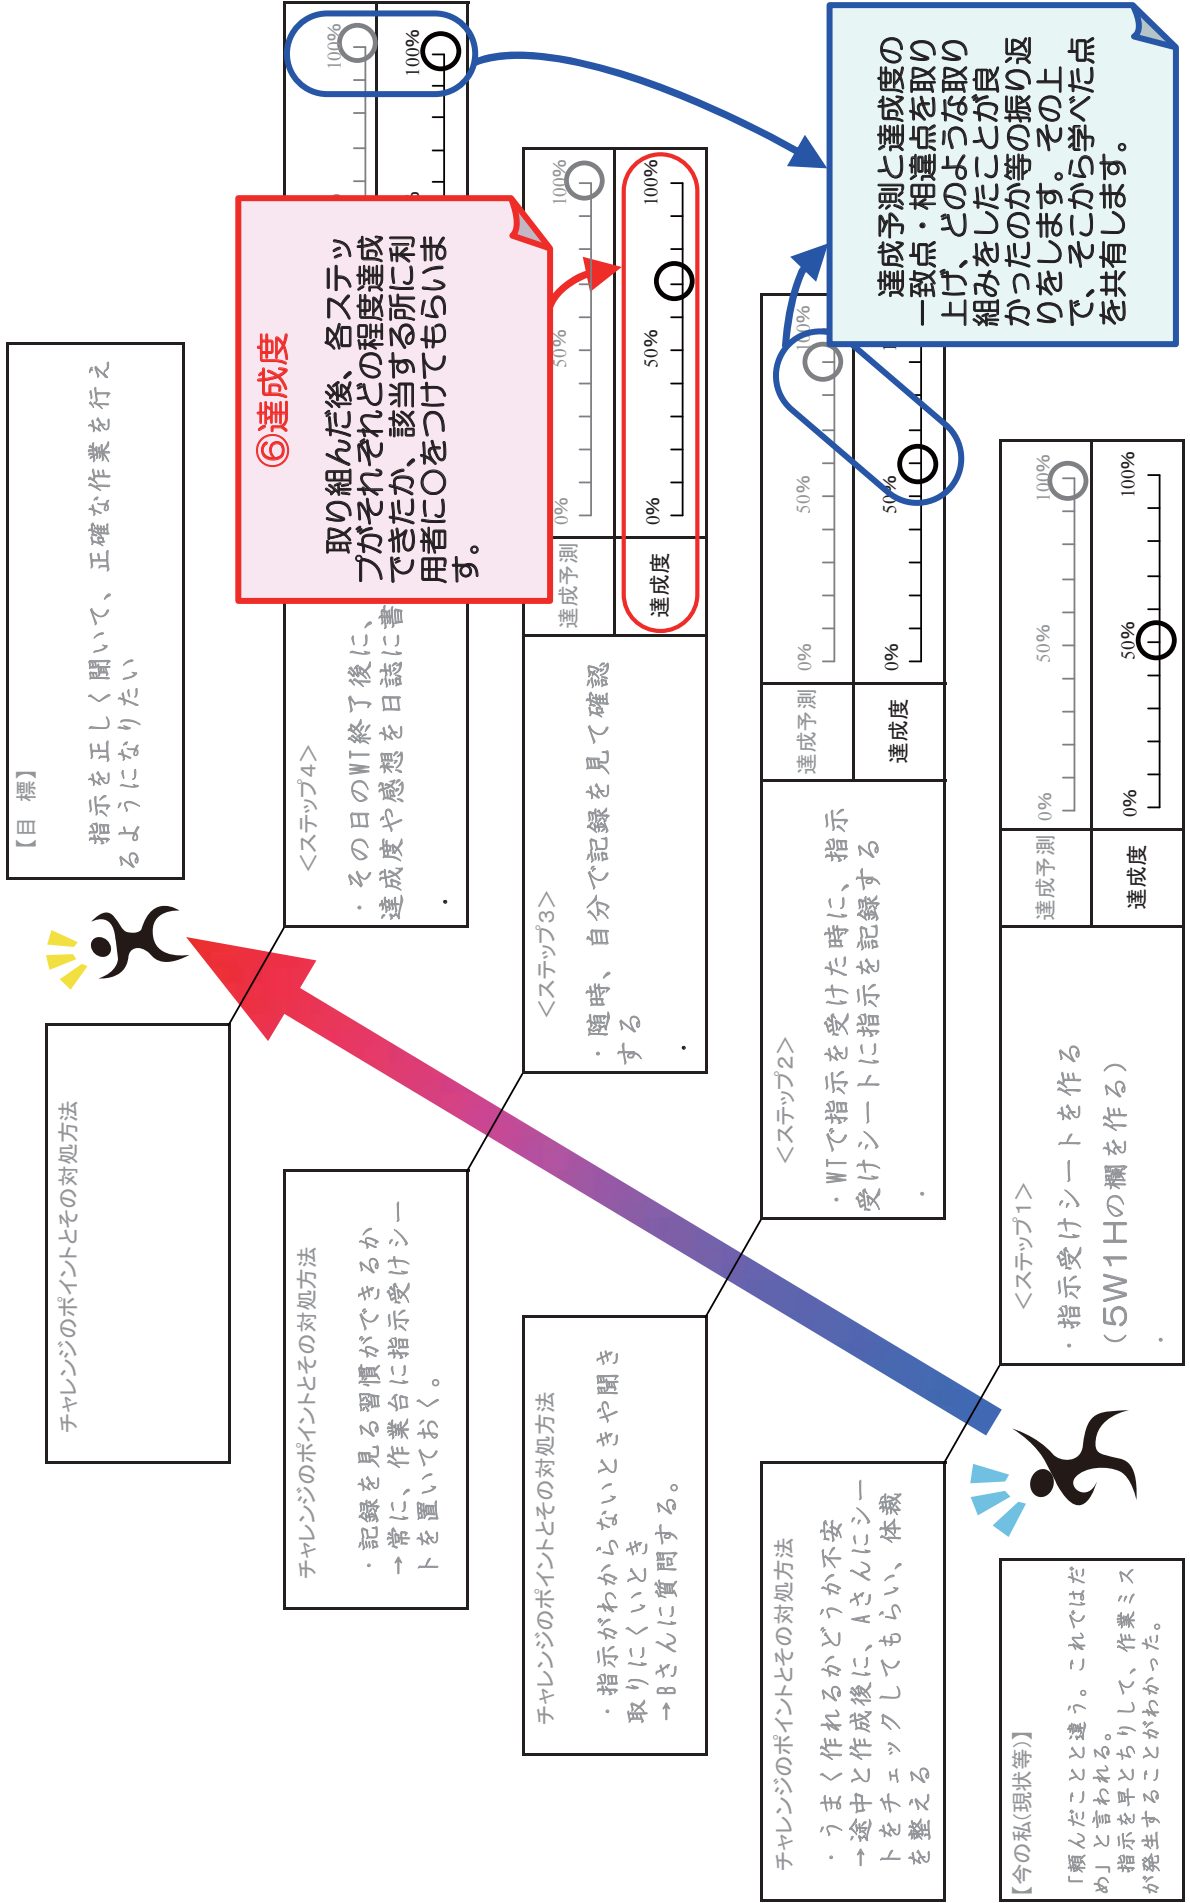 【目　標】
指示を正しく聞いて、正確な作業を行え
るようになりたい
チャレンジのポイントとその対処方法
<ステップ4>
・その日のWT終了後に、
達成度や感想を日誌に書
・
100%
100%
チャレンジのポイントとその対処方法
・記録を見る習慣ができるか
→常に、作業台に指示受けシー
トを置いておく。
⑥達成度
取り組んだ後、各ステッ
プがそれぞれどの程度達成
できたか、該当する所に利
用者に○をつけてもらいま
す。
<ステップ3>
・随時、自分で記録を見て確認
する
・
達成予測
0%
50%
100%
達成度
0%
50%
100%
チャレンジのポイントとその対処方法
・指示がわからないときや聞き
取りにくいとき
→Bさんに質問する。
<ステップ2>
・WTで指示を受けた時に、指示
受けシートに指示を記録する
・
達成予測
0%
50%
100%
達成度
0%
50%
チャレンジのポイントとその対処方法
・うまく作れるかどうか不安
→途中と作成後に、Aさんにシー
トをチェックしてもらい、体裁
を整える
達成予測と達成度の
一致点・相違点を取り
上げ、どのような取り
組みをしたことが良
かったのか等の振り返
りをします。その上
で、そこから学べた点
を共有します。
<ステップ1>
・指示受けシートを作る
（5W1Hの欄を作る）
・
達成予測
0%
50%
100%
達成度
0%
50%
100%
【今の私(現状等)】
「頼んだことと違う。これではだ
め」と言われる。
指示を早とちりして、作業ミス
が発生することがわかった。